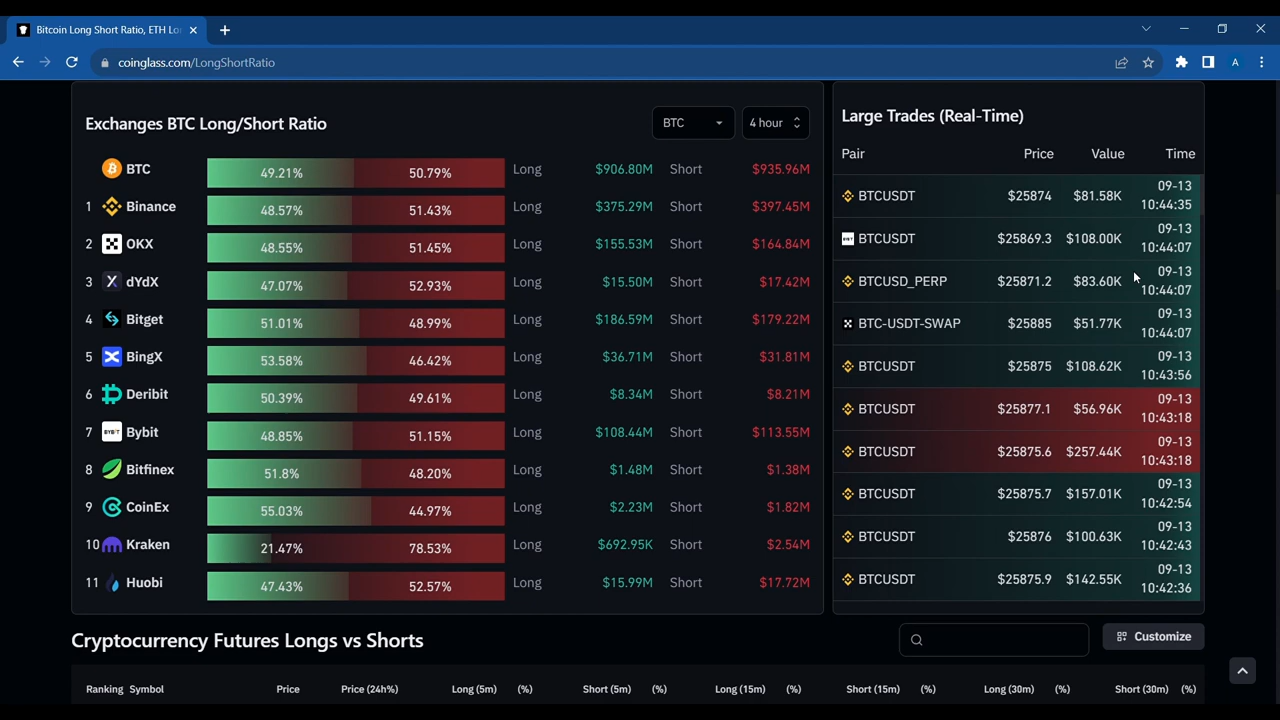 Bitcoin Long Short Ratio, ETH Lo
coinglass.com/LongShortRatio
A
Exchanges BTC Long/Short Ratio
BTC
4 hour
BTC 49.21% 50.79% Long $906.80M Short $935.96M
1 Binance 48.57% 51.43% Long $375.29M Short $397.45M
2 OKX 48.55% 51.45% Long $155.53M Short $164.84M
3 dYdX 47.07% 52.93% Long $15.50M Short $17.42M
4 Bitget 51.01% 48.99% Long $186.59M Short $179.22M
5 BingX 53.58% 46.42% Long $36.71M Short $31.81M
6 Deribit 50.39% 49.61% Long $8.34M Short $8.21M
7 BYBIT Bybit 48.85% 51.15% Long $108.44M Short $113.55M
8 Bitfinex 51.8% 48.20% Long $1.48M Short $1.38M
9 CoinEx 55.03% 44.97% Long $2.23M Short $1.82M
10 Kraken 21.47% 78.53% Long $692.95K Short $2.54M
11 Huobi 47.43% 52.57% Long $15.99M Short $17.72M
Large Trades (Real-Time)
Pair Price Value Time
BTCUSDT $25874 $81.58K 09-13
10:44:35
BTCUSDT $25869.3 $108.00K 09-13
10:44:07
BTCUSD_PERP $25871.2 $83.60K 09-13
10:44:07
BTC-USDT-SWAP $25885 $51.77K 09-13
10:44:07
BTCUSDT $25875 $108.62K 09-13
10:43:56
BTCUSDT $25877.1 $56.96K 09-13
10:43:18
BTCUSDT $25875.6 $257.44K 09-13
10:43:18
BTCUSDT $25875.7 $157.01K 09-13
10:42:54
BTCUSDT $25876 $100.63K 09-13
10:42:43
BTCUSDT $25875.9 $142.55K 09-13
10:42:36
Cryptocurrency Futures Longs vs Shorts
Customize
Ranking Symbol Price Price (24h%) Long (5m) (%) Short (5m) (%) Long (15m) (%) Short (15m) (%) Long (30m) (%) Short (30m) (%)